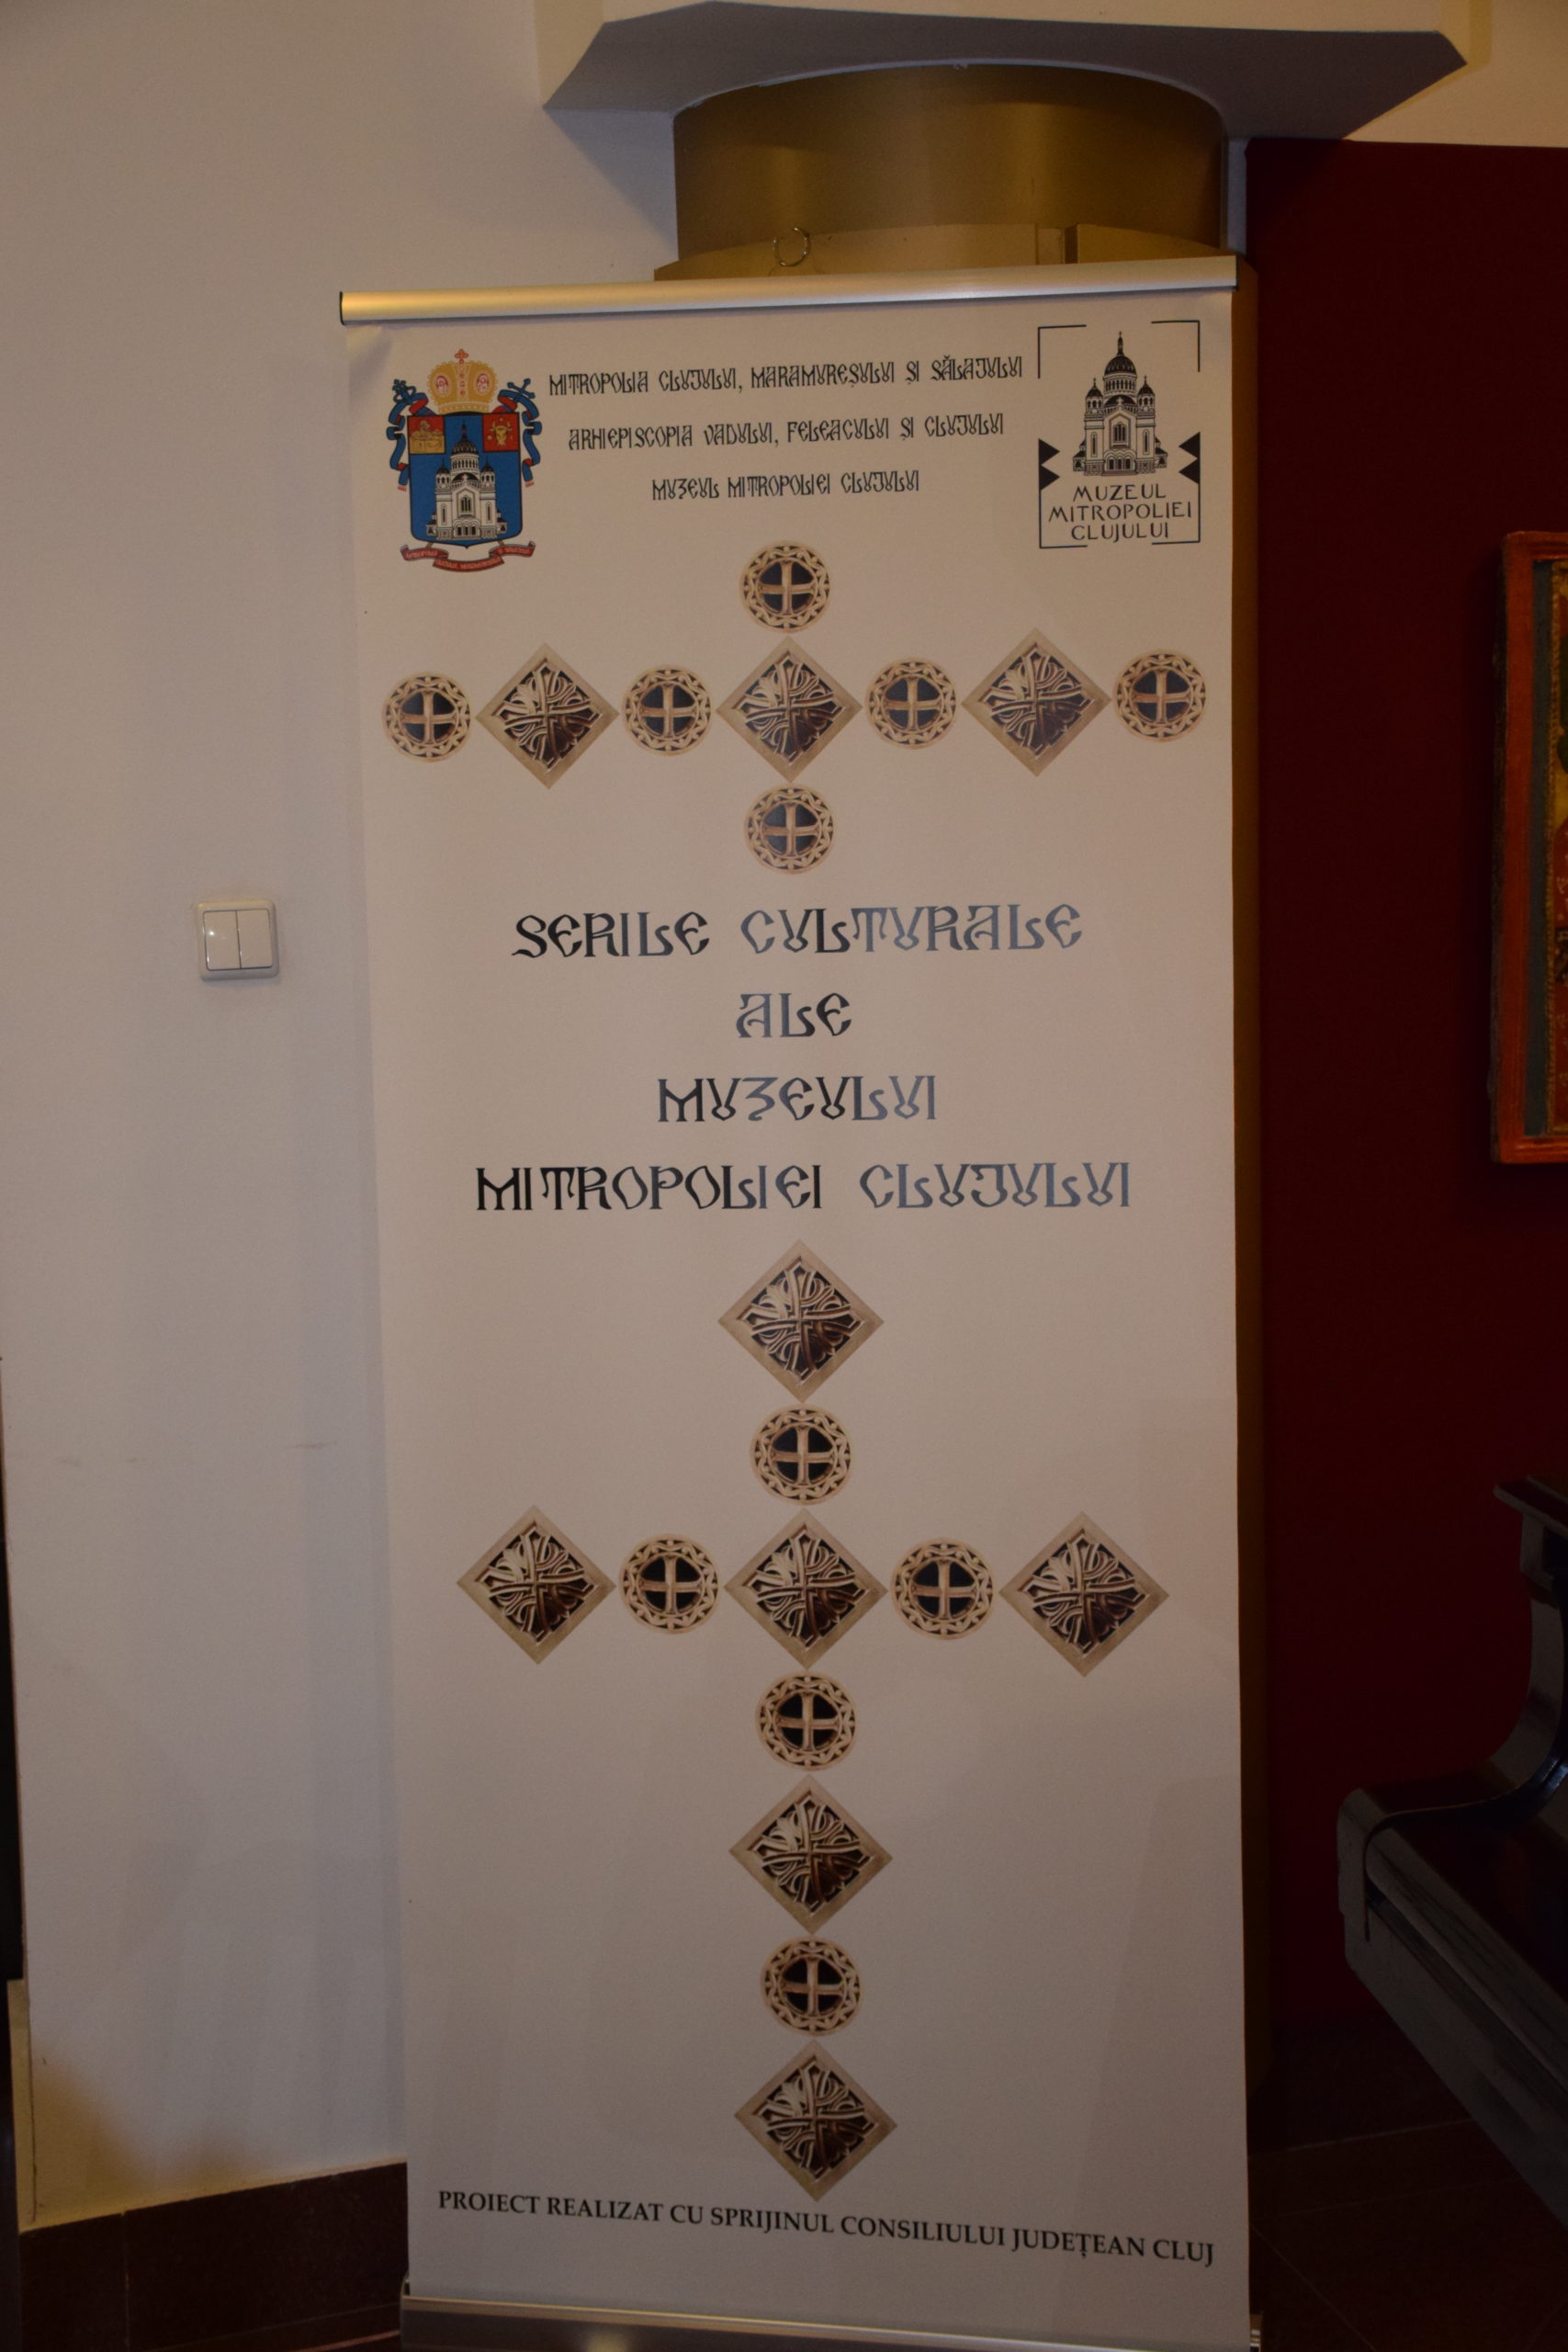 MITROPOLIA CLUJULUI, MARAMUREȘULUI ȘI SĂLAJULUI
ARHIEPISCOPIA VADULUI, FELEACULUI ȘI CLUJULUI
MUZEUL MITROPOLIEI CLUJULUI
MUZEUL
MITROPOLIEI
CLUJULUI
SERILE CULTURALE
ALE
MUZEULUI
MITROPOLIEI CLUJULUI
PROIECT REALIZAT CU SPRIJINUL CONSILIULUI JUDEȚEAN CLUJ